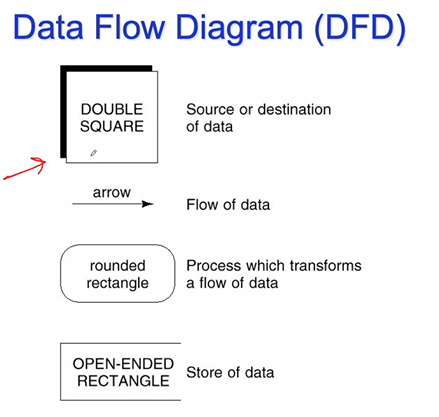 Data Flow Diagram (DFD)
DOUBLE
SQUARE
Source or destination
of data
arrow
Flow of data
rounded
rectangle
Process which transforms
a flow of data
OPEN-ENDED
RECTANGLE
Store of data